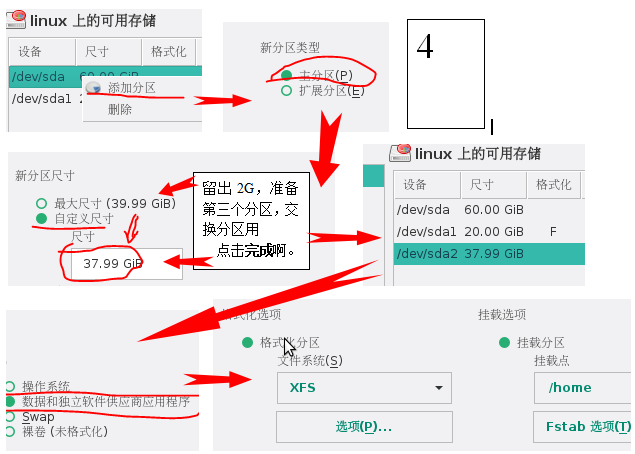 linux 上的可用存储
设备 尺寸 格式化
/dev/sda 60.00 GiB
/dev/sda1 2
添加分区
删除
新分区类型
主分区(P)
扩展分区(E)
4
新分区尺寸
最大尺寸 (39.99 GiB)
自定义尺寸
尺寸
37.99 GiB
留出 2G，准备
第三个分区，交
换分区用
点击完成啊。
linux 上的可用存储
设备 尺寸 格式化
/dev/sda 60.00 GiB
/dev/sda1 20.00 GiB F
/dev/sda2 37.99 GiB
操作系统
数据和独立软件供应商应用程序
Swap
裸卷 (未格式化)
格式化选项
格式化分区
文件系统(S)
XFS
选项(P)...
挂载选项
挂载分区
挂载点
/home
Fstab 选项(T)